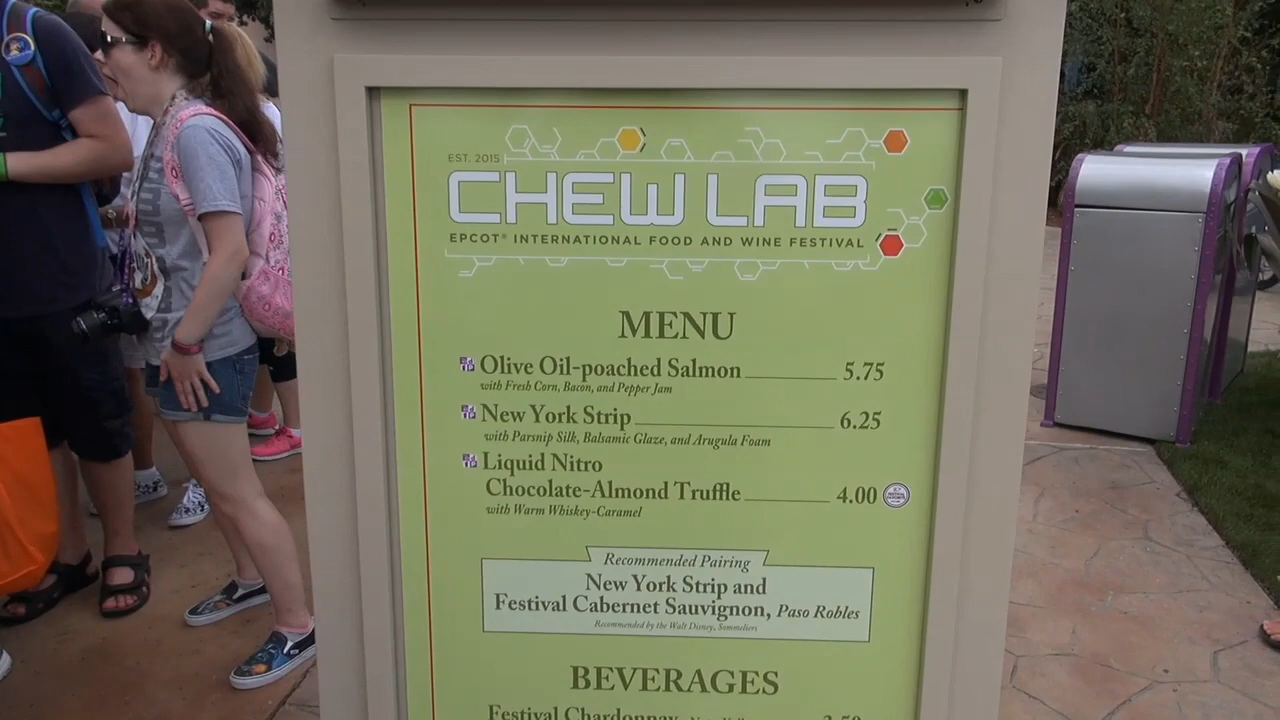 EST. 2015
CHEW LAB
EPCOT® INTERNATIONAL FOOD AND WINE FESTIVAL
MENU
Olive Oil-poached Salmon 5.75
with Fresh Corn, Bacon, and Pepper Jam
New York Strip 6.25
with Parsnip Silk, Balsamic Glaze, and Arugula Foam
Liquid Nitro
Chocolate-Almond Truffle 4.00
with Warm Whiskey-Caramel
Recommended Pairing
New York Strip and
Festival Cabernet Sauvignon, Paso Robles
Recommended by the Walt Disney, Sommeliers
BEVERAGES
Festival Chardonnay